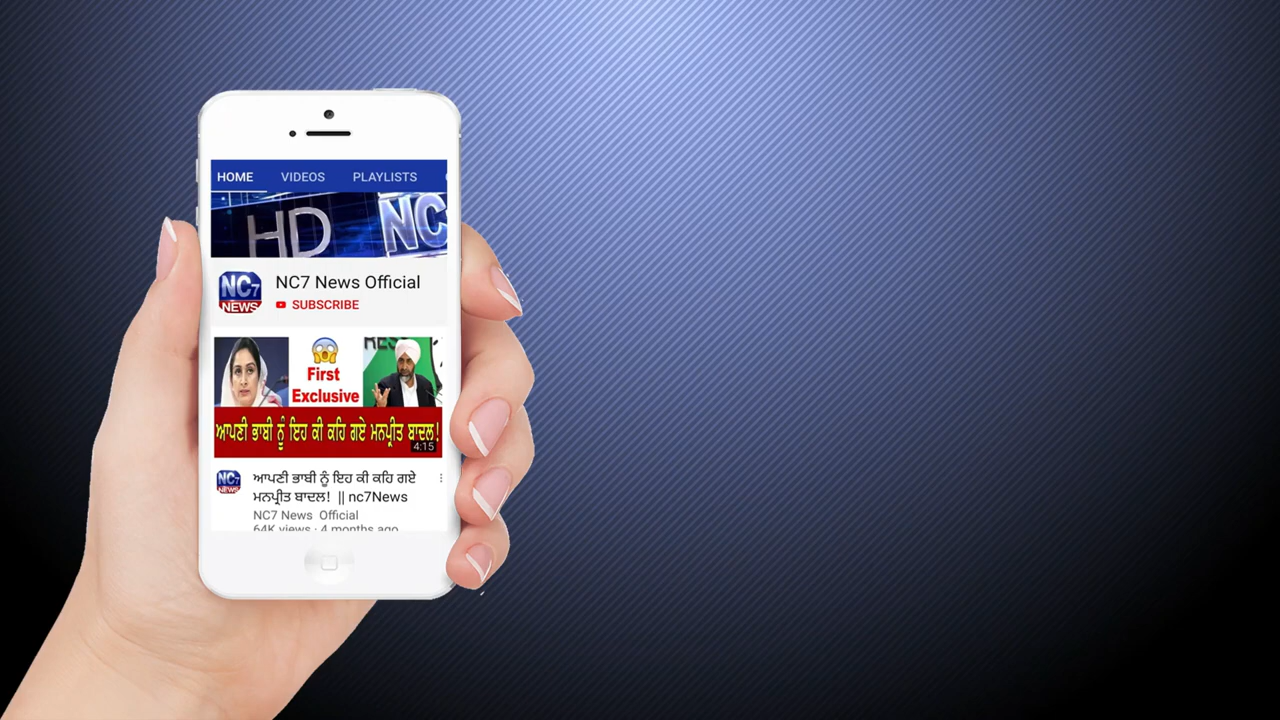 HOME VIDEOS PLAYLISTS
HD NC
NC7 News Official
NC7
NEWS
SUBSCRIBE
First
Exclusive
ਆਪਣੀ ਭਾਬੀ ਨੂੰ ਇਹ ਕੀ ਕਹਿ ਗਏ ਮਨਪ੍ਰੀਤ ਬਾਦਲ!
4:15
NC7
NEWS
ਆਪਣੀ ਭਾਬੀ ਨੂੰ ਇਹ ਕੀ ਕਹਿ ਗਏ
ਮਨਪ੍ਰੀਤ ਬਾਦਲ! || nc7News
NC7 News Official
64K views · 4 months ago